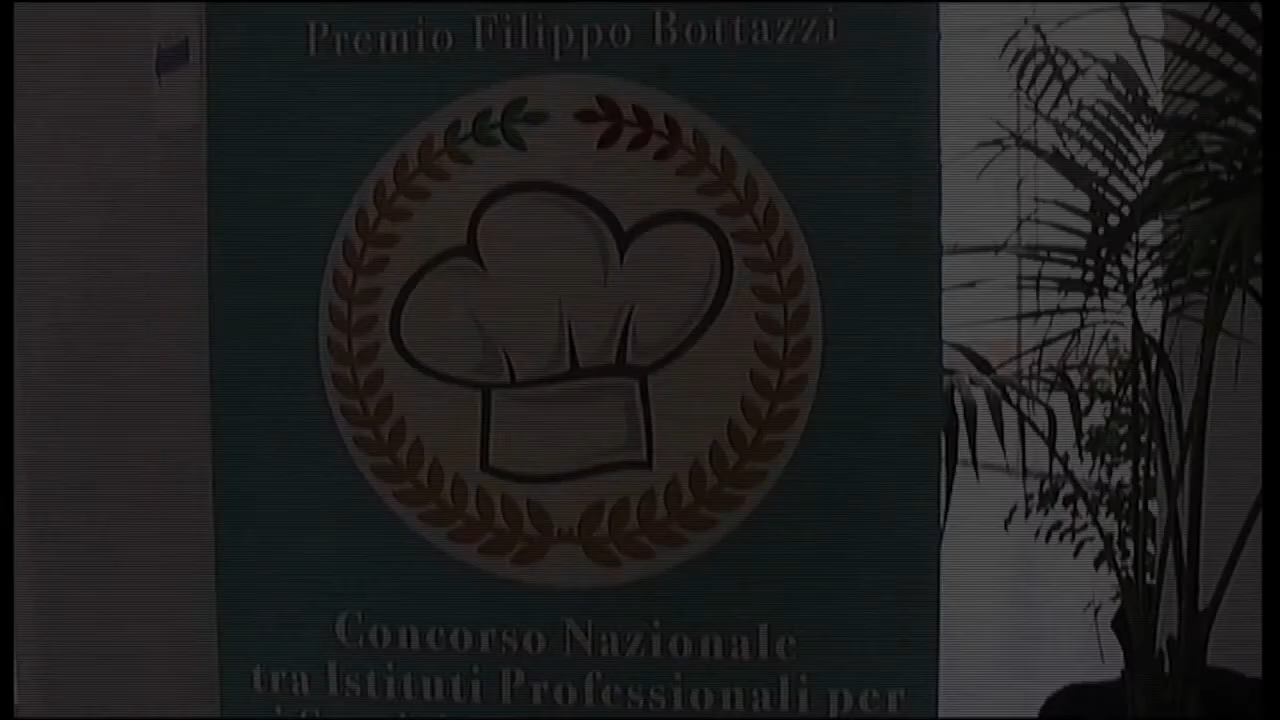 Premio Filippo Bottazzi
Concorso Nazionale
tra Istituti Professionali per